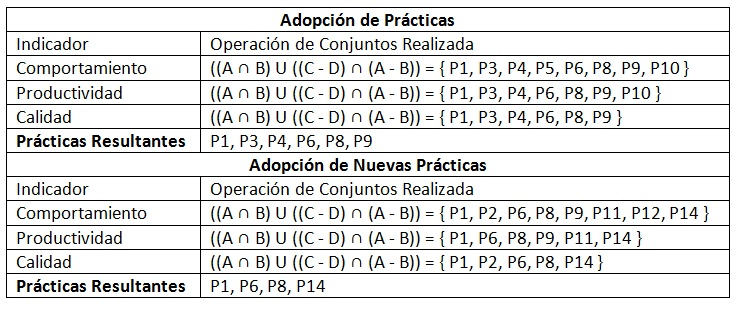 Adopción de Prácticas
Indicador Operación de Conjuntos Realizada
Comportamiento ((A ∩ B) U ((C - D) ∩ (A - B)) = { P1, P3, P4, P5, P6, P8, P9, P10 }
Productividad ((A ∩ B) U ((C - D) ∩ (A - B)) = { P1, P3, P4, P6, P8, P9, P10 }
Calidad ((A ∩ B) U ((C - D) ∩ (A - B)) = { P1, P3, P4, P6, P8, P9 }
Prácticas Resultantes P1, P3, P4, P6, P8, P9
Adopción de Nuevas Prácticas
Indicador Operación de Conjuntos Realizada
Comportamiento ((A ∩ B) U ((C - D) ∩ (A - B)) = { P1, P2, P6, P8, P9, P11, P12, P14 }
Productividad ((A ∩ B) U ((C - D) ∩ (A - B)) = { P1, P6, P8, P9, P11, P14 }
Calidad ((A ∩ B) U ((C - D) ∩ (A - B)) = { P1, P2, P6, P8, P14 }
Prácticas Resultantes P1, P6, P8, P14